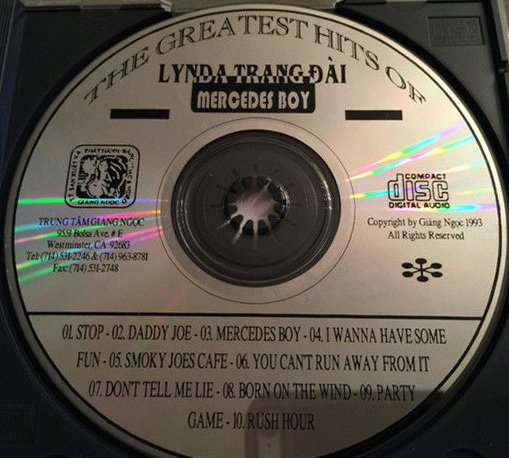 THE GREATEST HITS OF
LYNDA TRANG ĐÀI
MERCEDES BOY
GIÁNG NGỌC
TRUNG TÂM GIÁNG NGỌC
9551 Bolsa Ave. # E
Westminster, CA 92683
Tel: (714) 531-2246 & (714) 963-8781
Fax: (714) 531-2748
COMPACT
disc
DIGITAL AUDIO
Copyright by Giáng Ngọc 1993
All Rights Reserved
01. STOP - 02. DADDY JOE - 03. MERCEDES BOY - 04. I WANNA HAVE SOME
FUN - 05. SMOKY JOES CAFE - 06. YOU CAN'T RUN AWAY FROM IT
07. DON'T TELL ME LIE - 08. BORN ON THE WIND - 09. PARTY
GAME - 10. RUSH HOUR